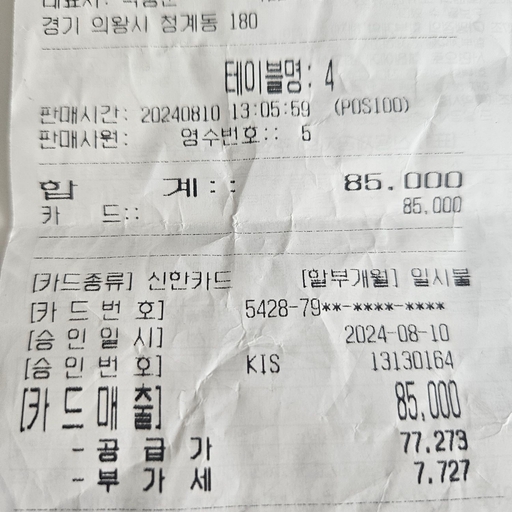 경기 의왕시 청계동 180
테이블명: 4
판매시간: 20240810 13:05:59 (POS100)
판매사원: 영수번호:: 5
합 계:: 85.000
카 드:: 85,000
[카드종류] 신한카드 [할부개월] 일시불
[카 드 번 호] 5428-79**-****-****
[승 인 일 시] 2024-08-10
[승 인 번 호] KIS 13130164
[카 드 매 출] 85,000
- 공 급 가 77.273
- 부 가 세 7.727